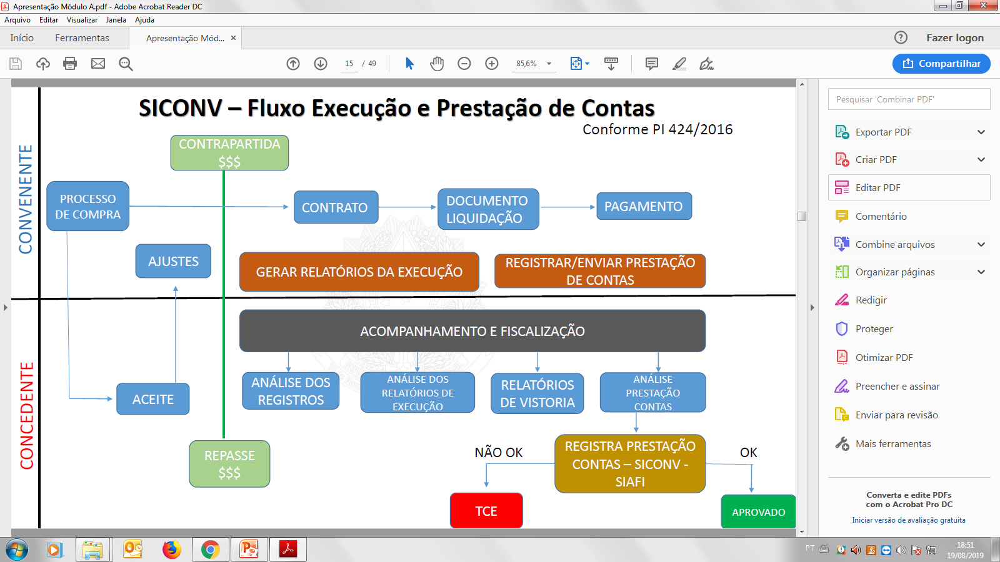 Apresentação Módulo A.pdf - Adobe Acrobat Reader DC
Arquivo Editar Visualizar Janela Ajuda
Início Ferramentas Apresentação Mód... × Fazer logon
15 / 49 85,6% Compartilhar
SICONV – Fluxo Execução e Prestação de Contas
Conforme PI 424/2016
CONVENENTE
CONTRAPARTIDA
$$$
PROCESSO
DE COMPRA
CONTRATO
DOCUMENTO
LIQUIDAÇÃO
PAGAMENTO
AJUSTES
GERAR RELATÓRIOS DA EXECUÇÃO
REGISTRAR/ENVIAR PRESTAÇÃO
DE CONTAS
CONCEDENTE
ACOMPANHAMENTO E FISCALIZAÇÃO
ACEITE
ANÁLISE DOS
REGISTROS
ANÁLISE DOS
RELATÓRIOS DE
EXECUÇÃO
RELATÓRIOS
DE VISTORIA
ANÁLISE
PRESTAÇÃO
CONTAS
REPASSE
$$$
NÃO OK
REGISTRA PRESTAÇÃO
CONTAS – SICONV -
SIAFI
OK
TCE
APROVADO
Pesquisar 'Combinar PDF'
Exportar PDF
Criar PDF
Editar PDF
Comentário
Combine arquivos
Organizar páginas
Redigir
Proteger
Otimizar PDF
Preencher e assinar
Enviar para revisão
Mais ferramentas
Converta e edite PDFs
com o Acrobat Pro DC
Iniciar versão de avaliação gratuita
PT
18:51
19/08/2019